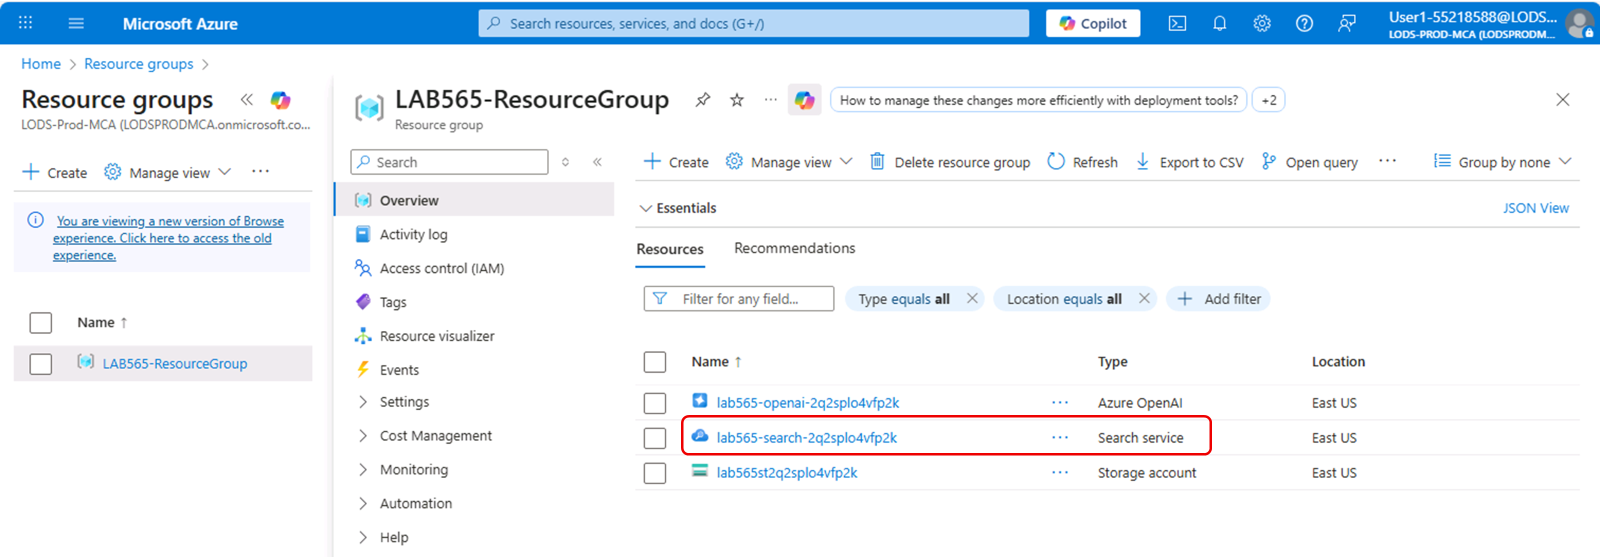 Microsoft Azure
Search resources, services, and docs (G+/)
Copilot
User1-55218588@LODS...
LODS-PROD-MCA (LODSPRODM...
Home > Resource groups >
Resource groups
LODS-Prod-MCA (LODSPRODMCA.onmicrosoft.co...
Create
Manage view
You are viewing a new version of Browse
experience. Click here to access the old
experience.
Name ↑
LAB565-ResourceGroup
LAB565-ResourceGroup
Resource group
How to manage these changes more efficiently with deployment tools?
+2
Search
Overview
Activity log
Access control (IAM)
Tags
Resource visualizer
Events
Settings
Cost Management
Monitoring
Automation
Help
Create
Manage view
Delete resource group
Refresh
Export to CSV
Open query
Group by none
Essentials
JSON View
Resources
Recommendations
Filter for any field...
Type equals all
Location equals all
Add filter
Name ↑ Type Location
lab565-openai-2q2splo4vfp2k ... Azure OpenAI East US
lab565-search-2q2splo4vfp2k ... Search service East US
lab565st2q2splo4vfp2k ... Storage account East US